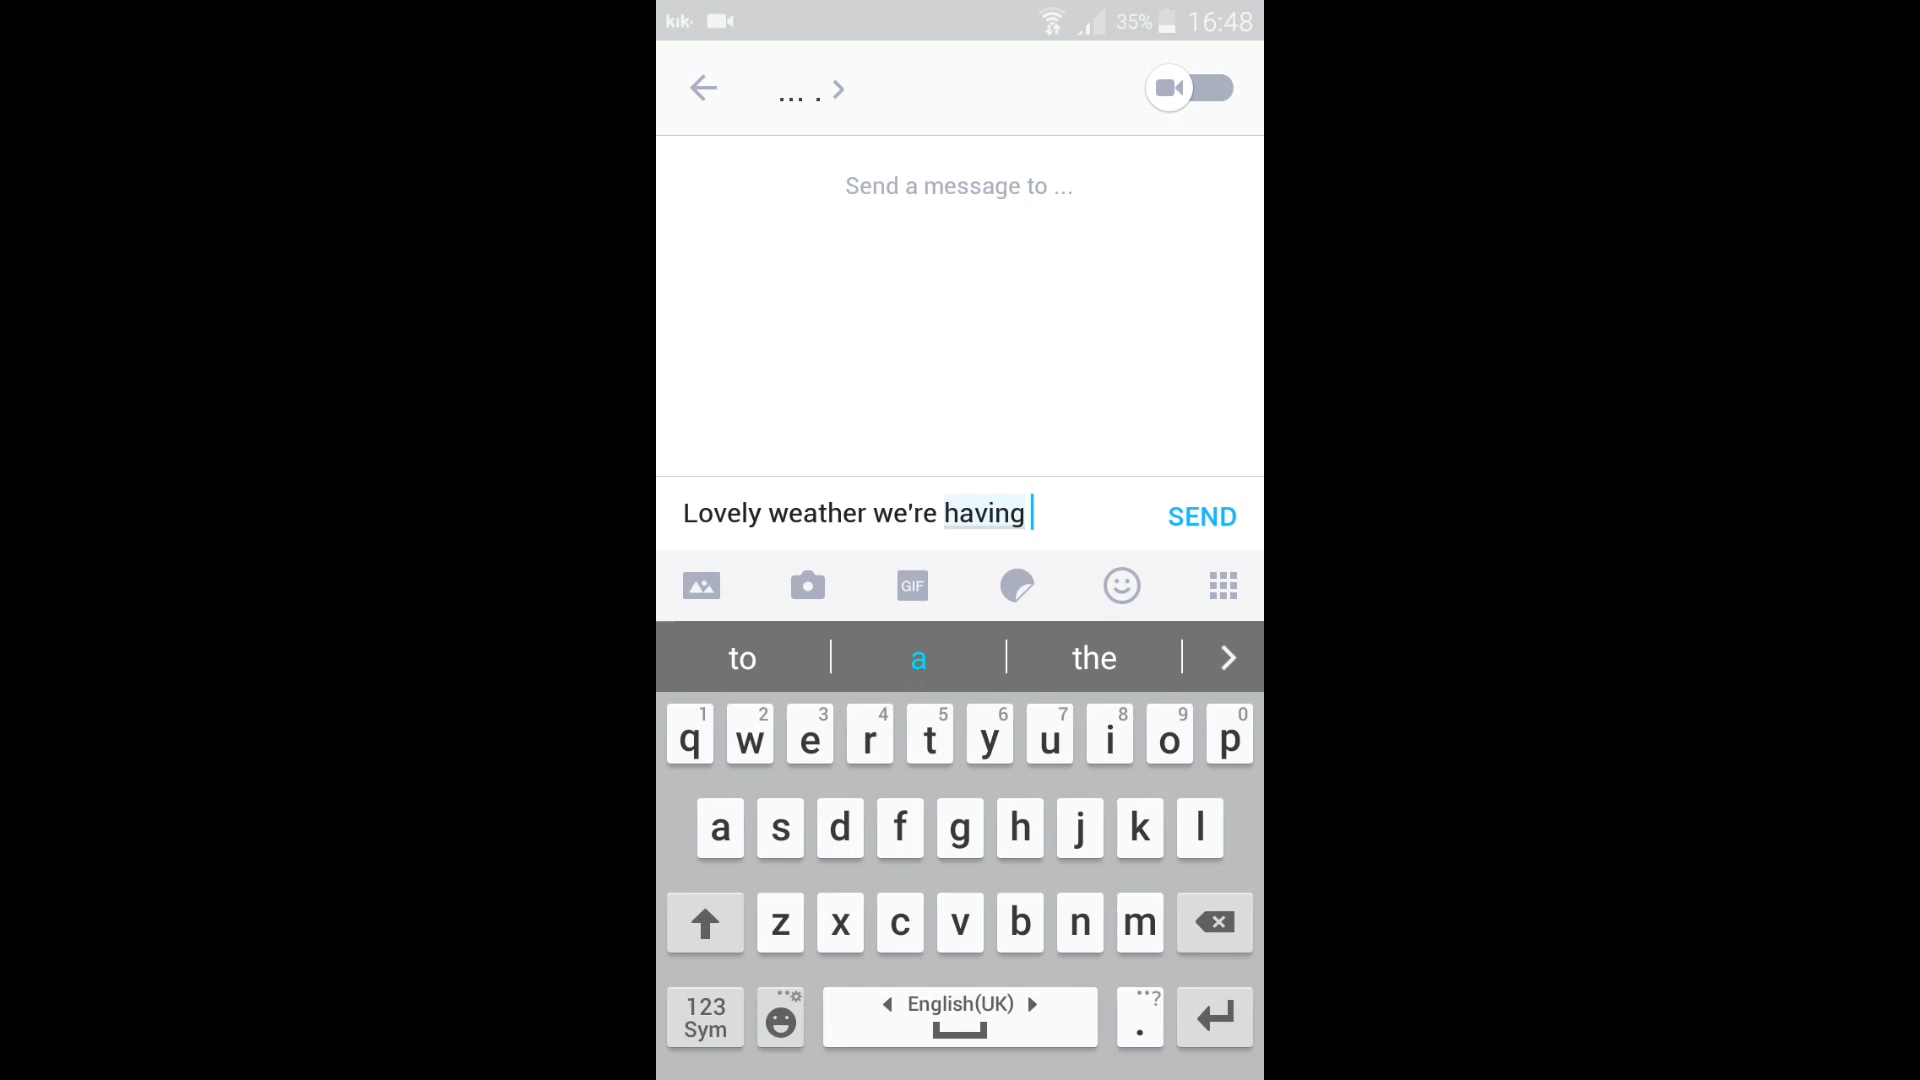 kik·
35% 16:48
... .
Send a message to ...
Lovely weather we're having
SEND
GIF
to a the
1 2 3 4 5 6 7 8 9 0
q w e r t y u i o p
a s d f g h j k l
z x c v b n m
123
Sym
English(UK)
?
.